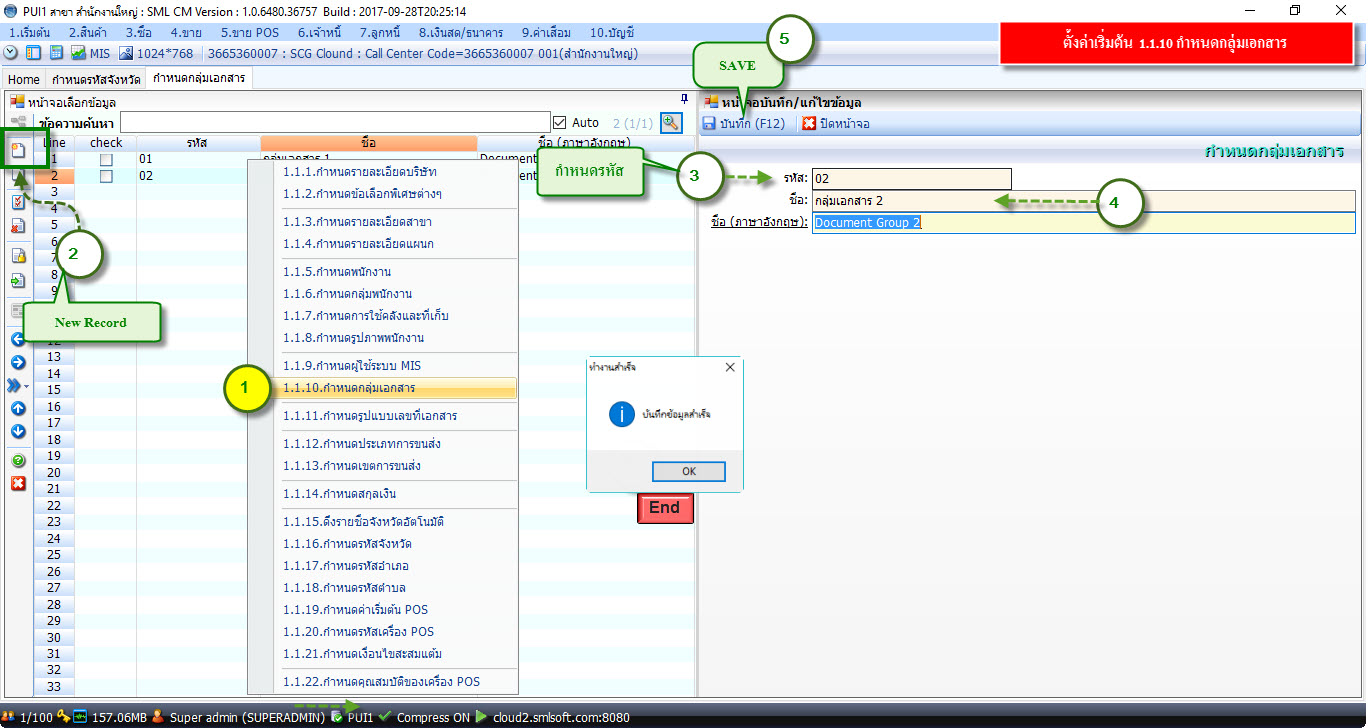 PUI1 สาขา สำนักงานใหญ่ : SML CM Version : 1.0.6480.36757 Build : 2017-09-28T20:25:14
1.เริ่มต้น 2.สินค้า 3.ซื้อ 4.ขาย 5.ขาย POS 6.เจ้าหนี้ 7.ลูกหนี้ 8.เงินสด/ธนาคาร 9.ค่าเสื่อม 10.บัญชี
MIS 1024*768 3665360007 : SCG Clound : Call Center Code=3665360007 001(สำนักงานใหญ่)
ตั้งค่าเริ่มต้น 1.1.10 กำหนดกลุ่มเอกสาร
5
SAVE
Home กำหนดรหัสจังหวัด กำหนดกลุ่มเอกสาร
หน้าจอเลือกข้อมูล
ข้อความค้นหา Auto 2 (1/1)
Line check รหัส ชื่อ ชื่อ (ภาษาอังกฤษ)
1 01 กลุ่มเอกสาร 1 Document
2 02
3
4
5
6
7
8
9
12
13
14
15
16
17
18
19
20
21
22
23
24
25
26
27
28
29
30
31
32
33
2
New Record
1
1.1.1.กำหนดรายละเอียดบริษัท
1.1.2.กำหนดข้อเลือกพิเศษต่างๆ
1.1.3.กำหนดรายละเอียดสาขา
1.1.4.กำหนดรายละเอียดแผนก
1.1.5.กำหนดพนักงาน
1.1.6.กำหนดกลุ่มพนักงาน
1.1.7.กำหนดการใช้คลังและที่เก็บ
1.1.8.กำหนดรูปภาพพนักงาน
1.1.9.กำหนดผู้ใช้ระบบ MIS
1.1.10.กำหนดกลุ่มเอกสาร
1.1.11.กำหนดรูปแบบเลขที่เอกสาร
1.1.12.กำหนดประเภทการขนส่ง
1.1.13.กำหนดเขตการขนส่ง
1.1.14.กำหนดสกุลเงิน
1.1.15.ดึงรายชื่อจังหวัดอัตโนมัติ
1.1.16.กำหนดรหัสจังหวัด
1.1.17.กำหนดรหัสอำเภอ
1.1.18.กำหนดรหัสตำบล
1.1.19.กำหนดค่าเริ่มต้น POS
1.1.20.กำหนดรหัสเครื่อง POS
1.1.21.กำหนดเงื่อนไขสะสมแต้ม
1.1.22.กำหนดคุณสมบัติของเครื่อง POS
หน้าจอบันทึก/แก้ไขข้อมูล
บันทึก (F12) ปิดหน้าจอ
กำหนดกลุ่มเอกสาร
กำหนดรหัส
3
รหัส: 02
ชื่อ: กลุ่มเอกสาร 2
4
ชื่อ (ภาษาอังกฤษ): Document Group 2
ทำงานสำเร็จ
บันทึกข้อมูลสำเร็จ
OK
End
1/100 157.06MB Super admin (SUPERADMIN) PUI1 Compress ON cloud2.smlsoft.com:8080